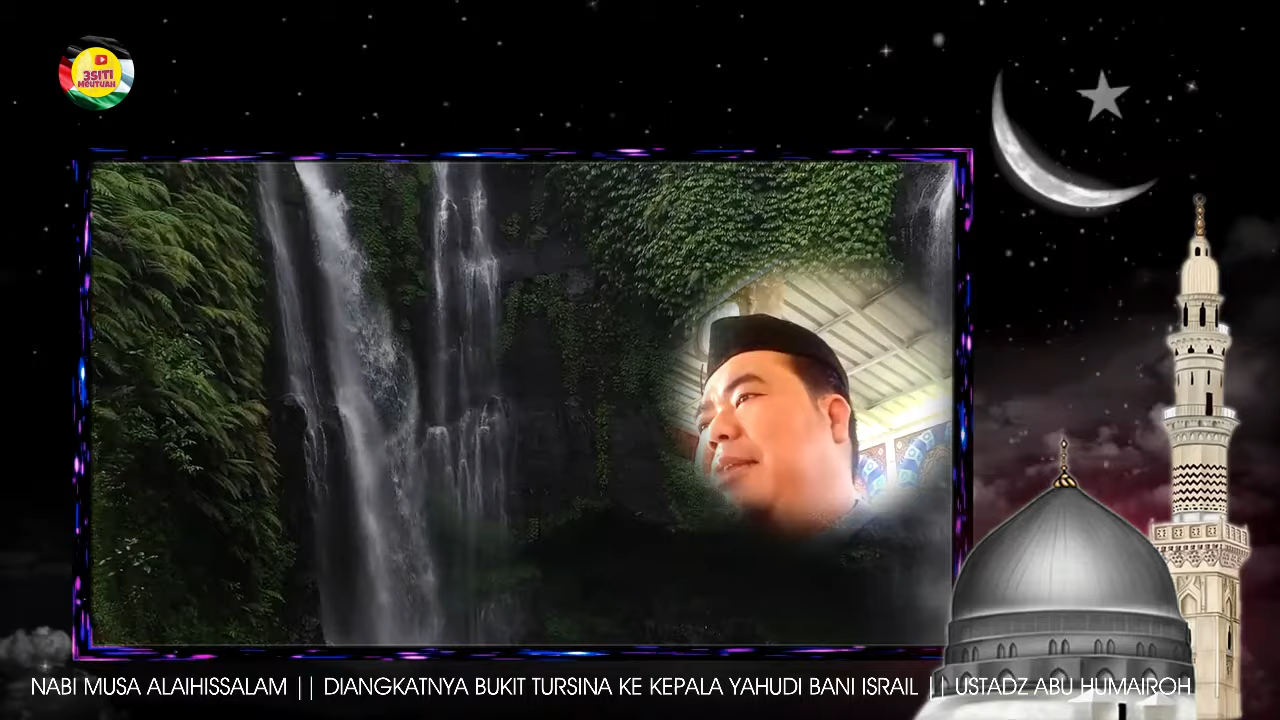 3SITI
MEUTUAH
NABI MUSA ALAIHISSALAM || DIANGKATNYA BUKIT TURSINA KE KEPALA YAHUDI BANI ISRAIL || USTADZ ABU HUMAIROH